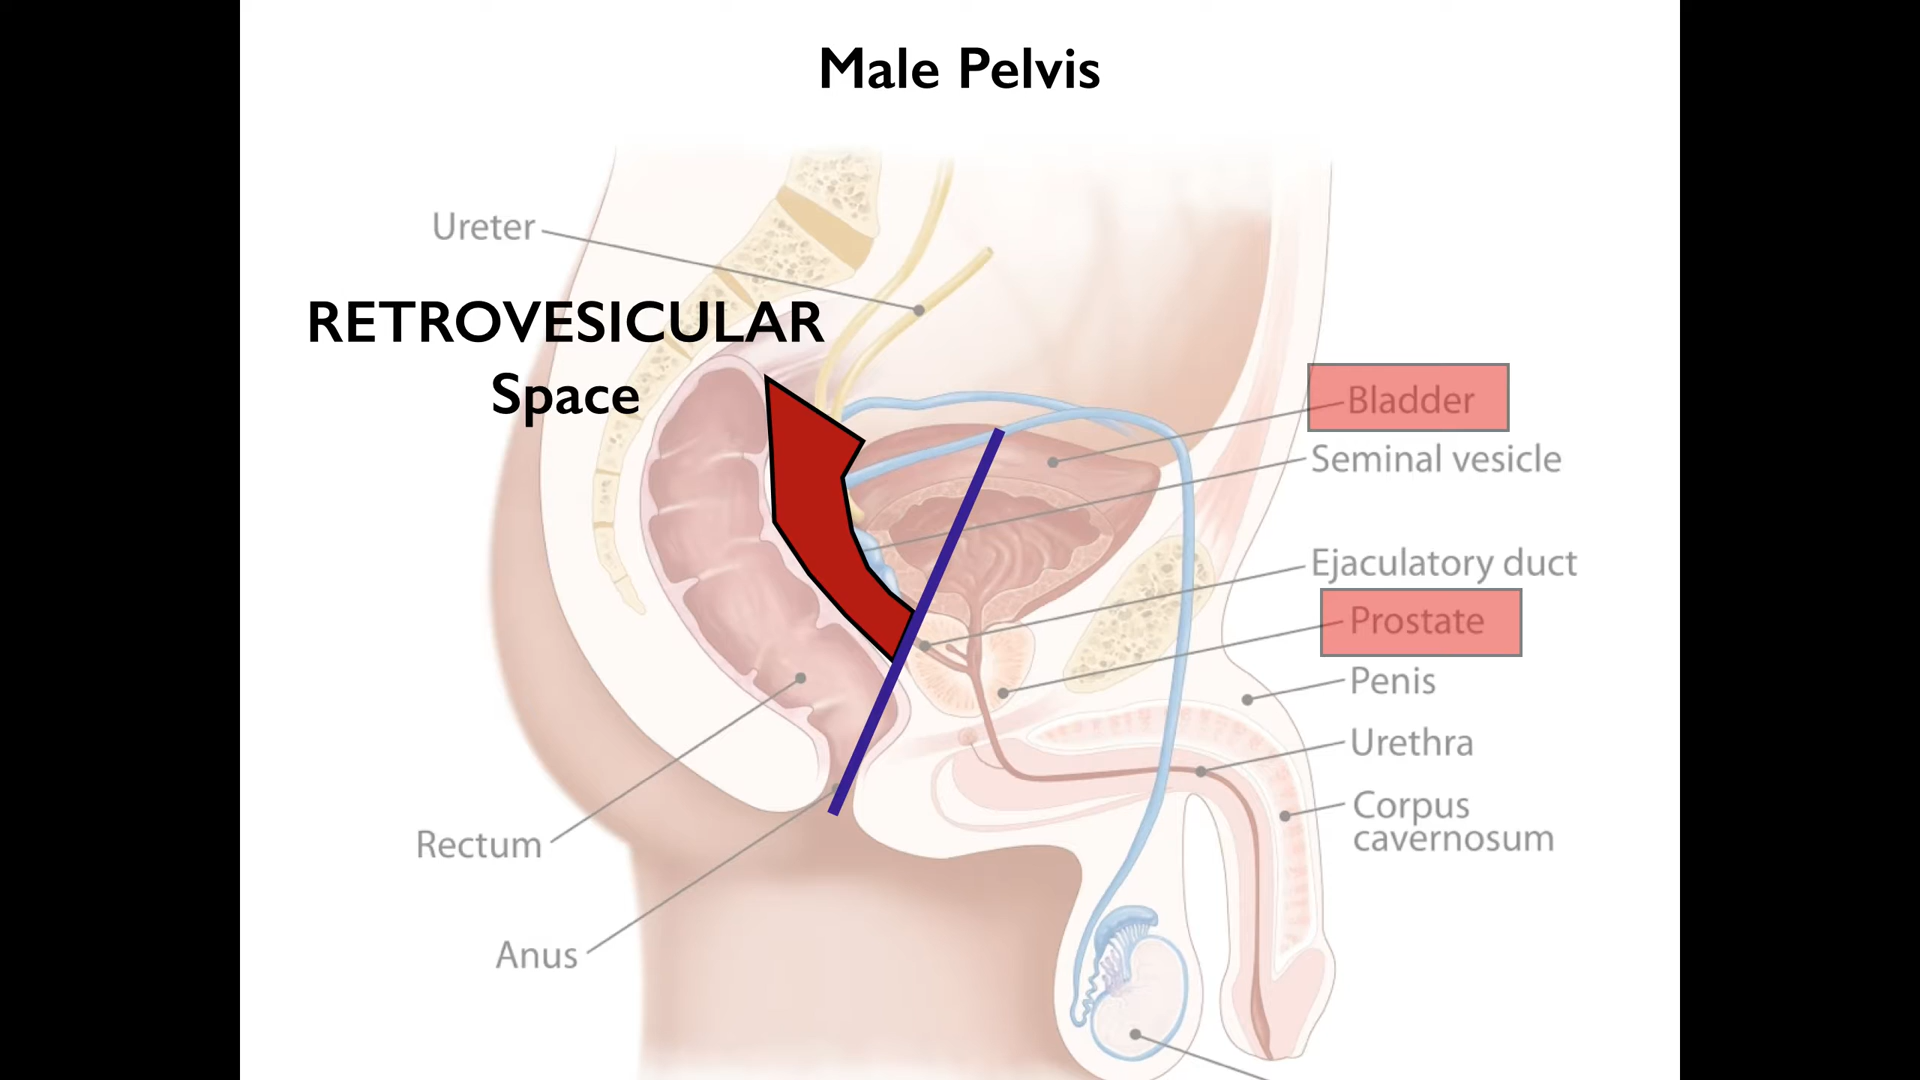 Male Pelvis
Ureter
RETROVESICULAR
Space
Bladder
Seminal vesicle
Ejaculatory duct
Prostate
Penis
Urethra
Corpus
cavernosum
Rectum
Anus